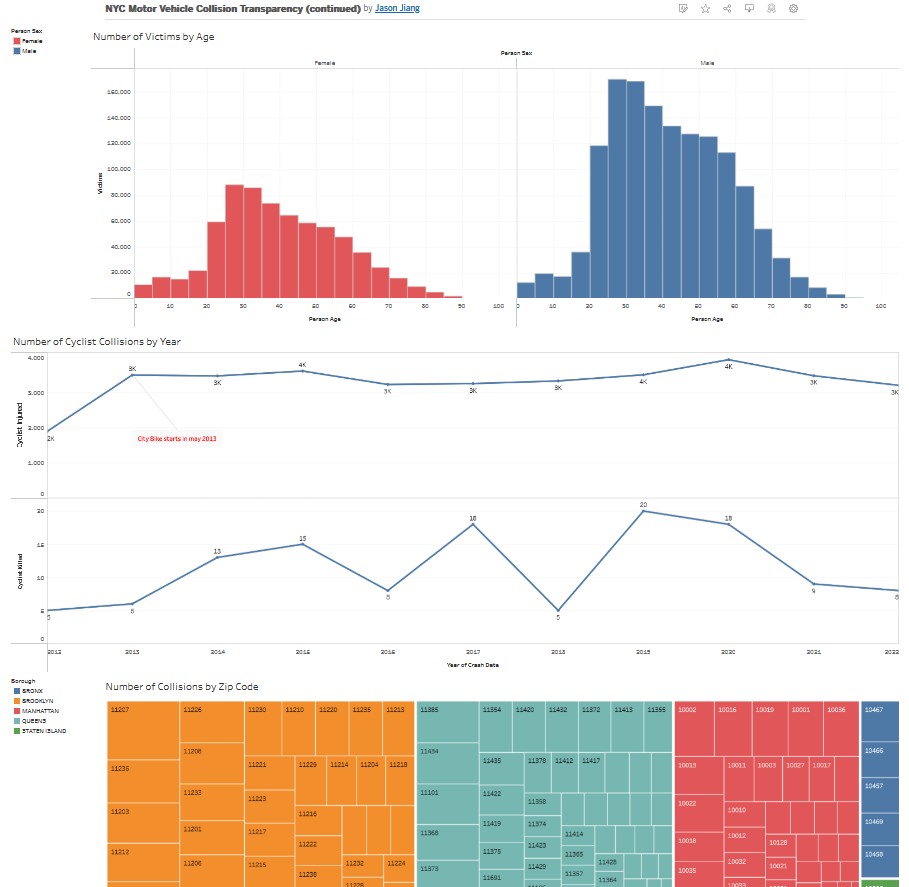 NYC Motor Vehicle Collision Transparency (continued) by Jason Jiang
Person Sex
Female
Male
Number of Victims by Age
Person Sex
Female
Male
Victims
160,000
140,000
120,000
100,000
80,000
60,000
40,000
20,000
0
0 10 20 30 40 50 60 70 80 90 100
0 10 20 30 40 50 60 70 80 90 100
Person Age
Person Age
Number of Cyclist Collisions by Year
Cyclist Injured
4,000
3,000
2,000
1,000
0
2K 3K 3K 4K 3K 3K 3K 4K 4K 3K 3K
City Bike starts in may 2013
Cyclist Killed
20
15
10
5
0
5 6 13 15 8 18 5 20 18 9 8
2012 2013 2014 2015 2016 2017 2018 2019 2020 2021 2022
Year of Crash Date
Borough
BRONX
BROOKLYN
MANHATTAN
QUEENS
STATEN ISLAND
Number of Collisions by Zip Code
11207 11226 11230 11210 11220 11235 11213
11208
11236 11221 11229 11214 11204 11218
11233 11223
11203 11216
11201 11217
11212 11222
11206 11215 11238 11232 11224
11385 11354 11420 11432 11372 11413 11355
11434 11435 11378 11412 11417
11101 11422 11358
11368 11419 11374 11414
11375 11423 11365
11373 11691 11429 11357 11428
11364
10002 10016 10019 10001 10036
10013 10011 10003 10027 10017
10022 10010
10018 10012 10128
10035 10032 10021
10033
10467
10466
10457
10469
10458